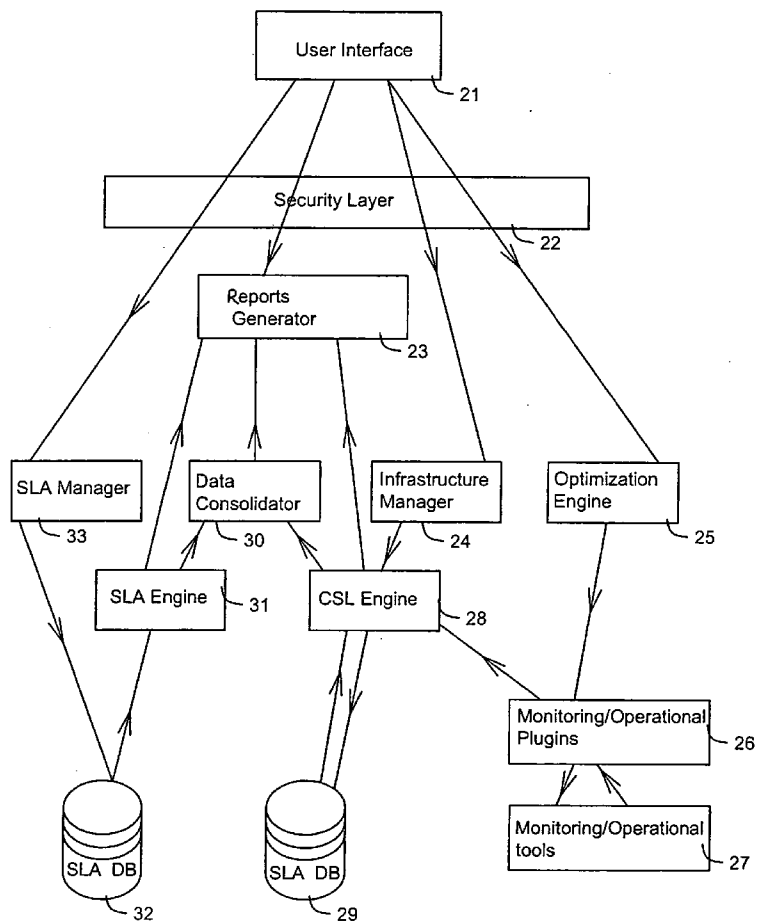 User Interface
21
Security Layer
22
Reports
Generator
23
SLA Manager
33
Data
Consolidator
30
Infrastructure
Manager
24
Optimization
Engine
25
SLA Engine
31
CSL Engine
28
Monitoring/Operational
Plugins
26
Monitoring/Operational
tools
27
SLA DB
32
SLA DB
29